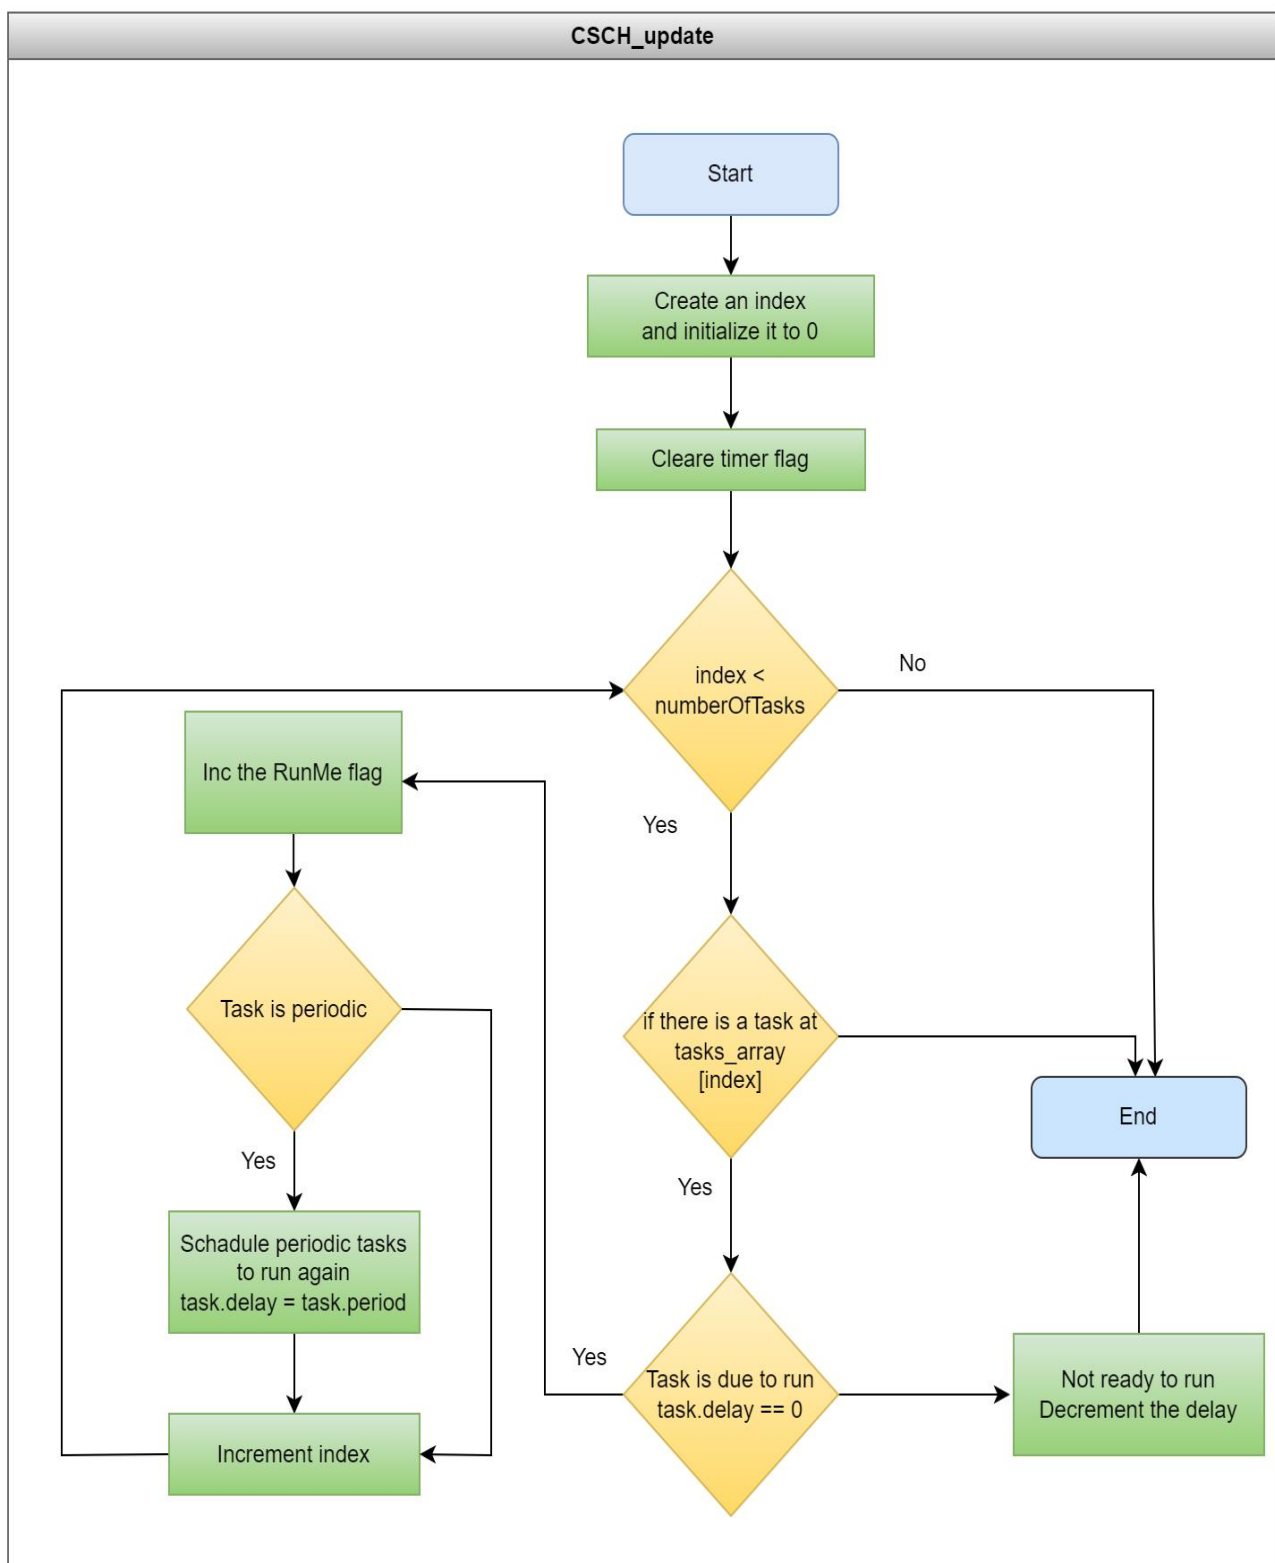 CSCH_update
Start
Create an index
and initialize it to 0
Cleare timer flag
index <
numberOfTasks
No
Yes
Inc the RunMe flag
Task is periodic
Yes
Schadule periodic tasks
to run again
task.delay = task.period
Increment index
if there is a task at
tasks_array
[index]
Yes
End
Task is due to run
task.delay == 0
Yes
Not ready to run
Decrement the delay